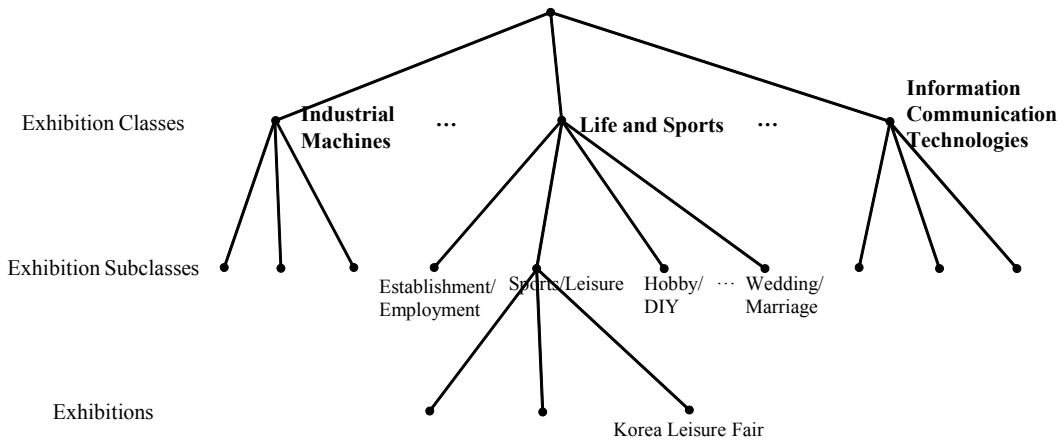 Exhibition Classes
Industrial
Machines
...
Life and Sports
...
Information
Communication
Technologies
Exhibition Subclasses
Establishment/
Employment
Sports/Leisure
Hobby/
DIY
...
Wedding/
Marriage
Exhibitions
Korea Leisure Fair